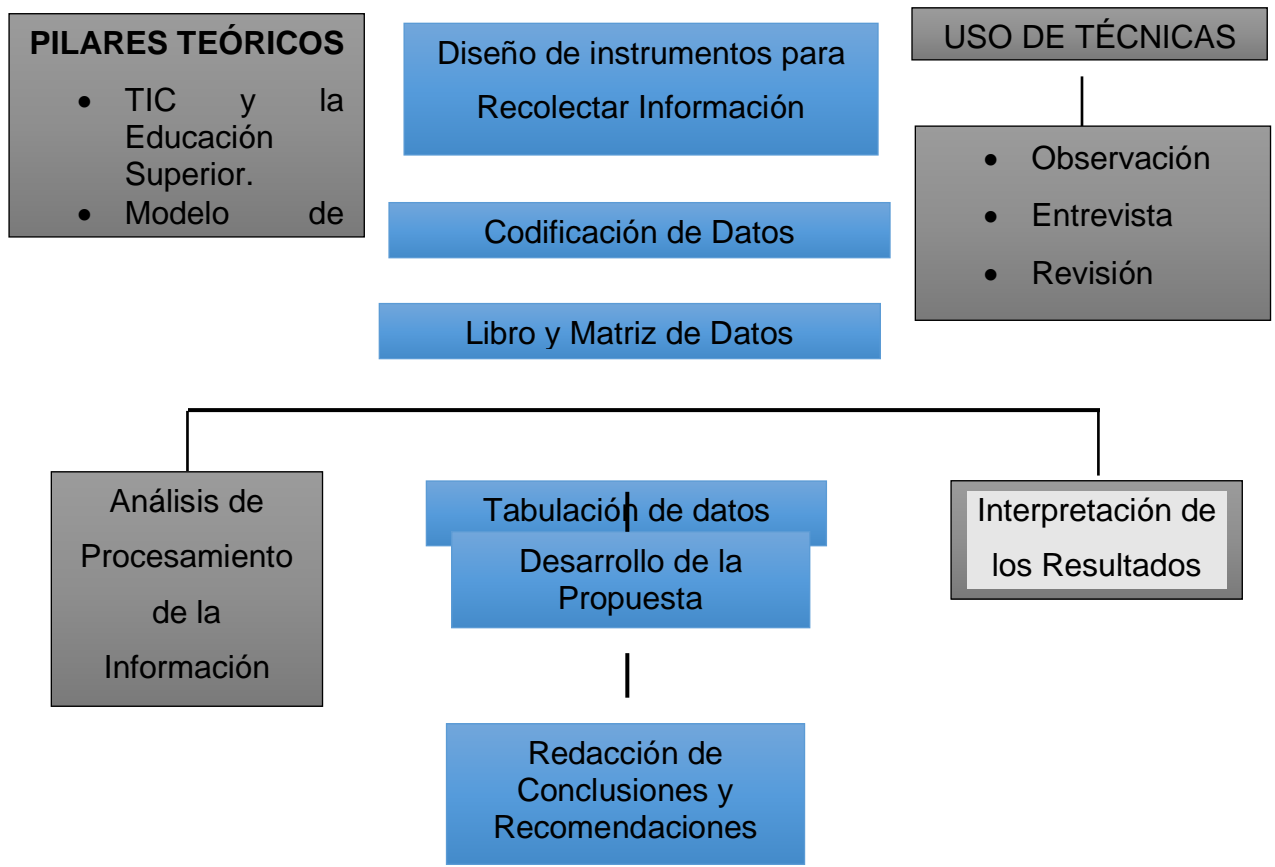 PILARES TEÓRICOS
• TIC y la
Educación
Superior.
• Modelo de
Diseño de instrumentos para
Recolectar Información
USO DE TÉCNICAS
• Observación
• Entrevista
• Revisión
Codificación de Datos
Libro y Matriz de Datos
Análisis de
Procesamiento
de la
Información
Tabulación de datos
Desarrollo de la
Propuesta
Interpretación de
los Resultados
Redacción de
Conclusiones y
Recomendaciones